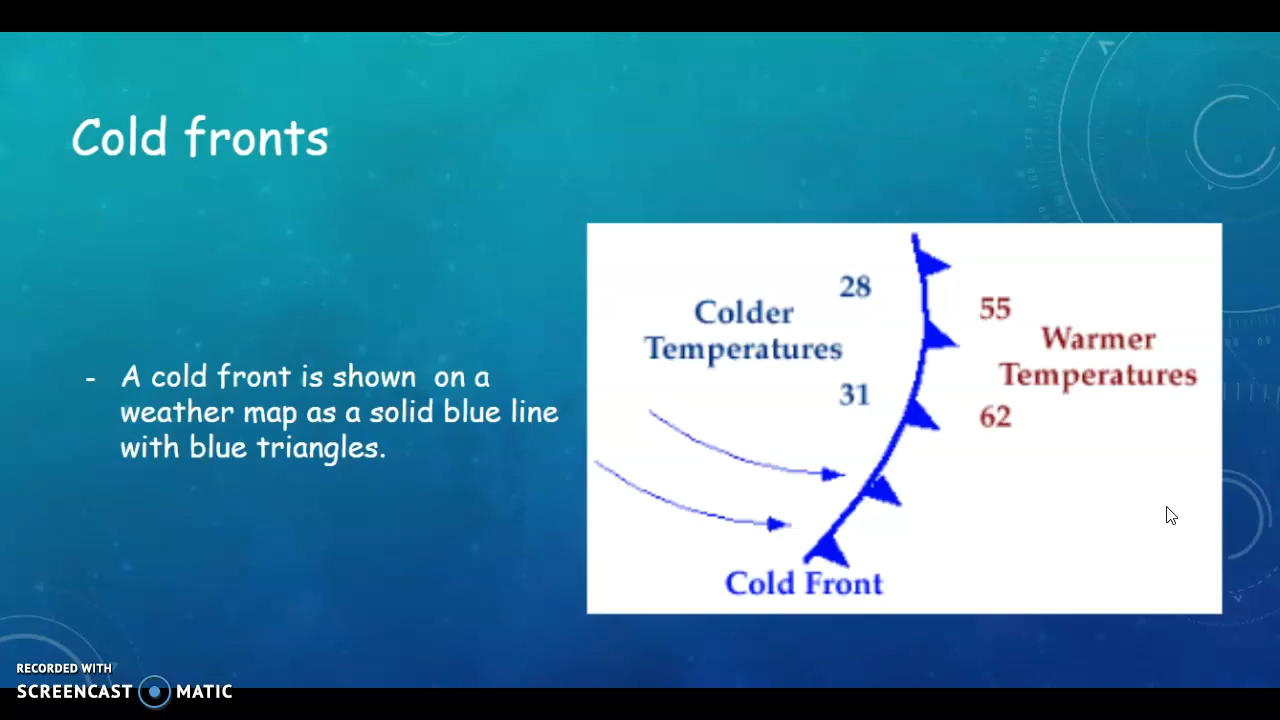 Cold fronts
- A cold front is shown on a
weather map as a solid blue line
with blue triangles.
28
Colder
Temperatures
31
55
Warmer
Temperatures
62
Cold Front
RECORDED WITH
SCREENCAST MATIC